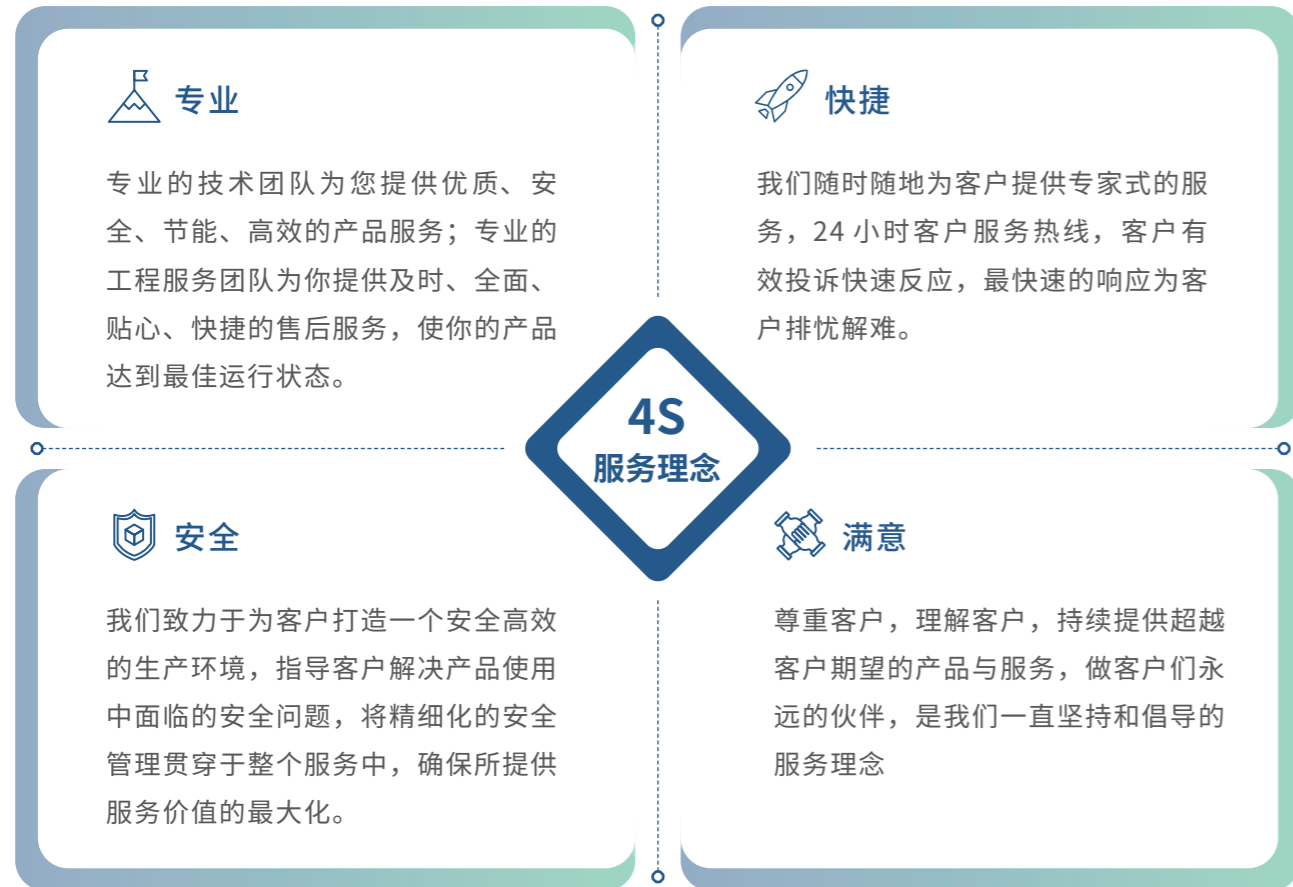 专业
专业的技术团队为您提供优质、安
全、节能、高效的产品服务；专业的
工程服务团队为你提供及时、全面、
贴心、快捷的售后服务，使你的产品
达到最佳运行状态。
快捷
我们随时随地为客户提供专家式的服
务，24 小时客户服务热线，客户有
效投诉快速反应，最快速的响应为客
户排忧解难。
4S
服务理念
安全
我们致力于为客户打造一个安全高效
的生产环境，指导客户解决产品使用
中面临的安全问题，将精细化的安全
管理贯穿于整个服务中，确保所提供
服务价值的最大化。
满意
尊重客户，理解客户，持续提供超越
客户期望的产品与服务，做客户们永
远的伙伴，是我们一直坚持和倡导的
服务理念